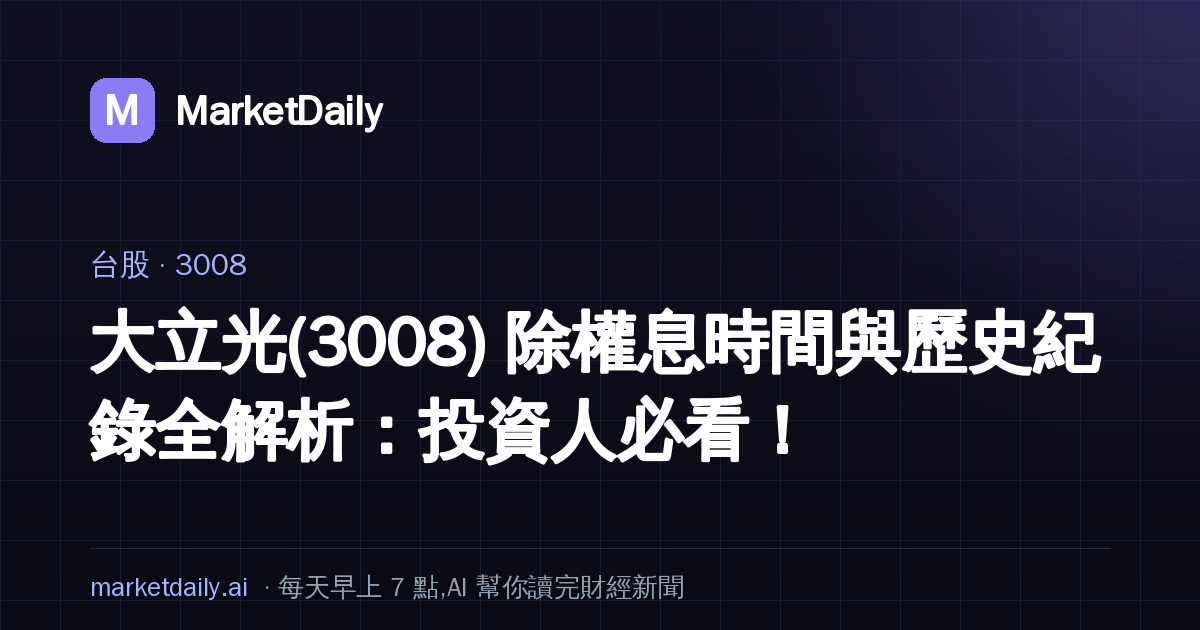 M MarketDaily
台股 · 3008
大立光(3008) 除權息時間與歷史紀
錄全解析：投資人必看！
marketdaily.ai · 每天早上 7 點,AI 幫你讀完財經新聞